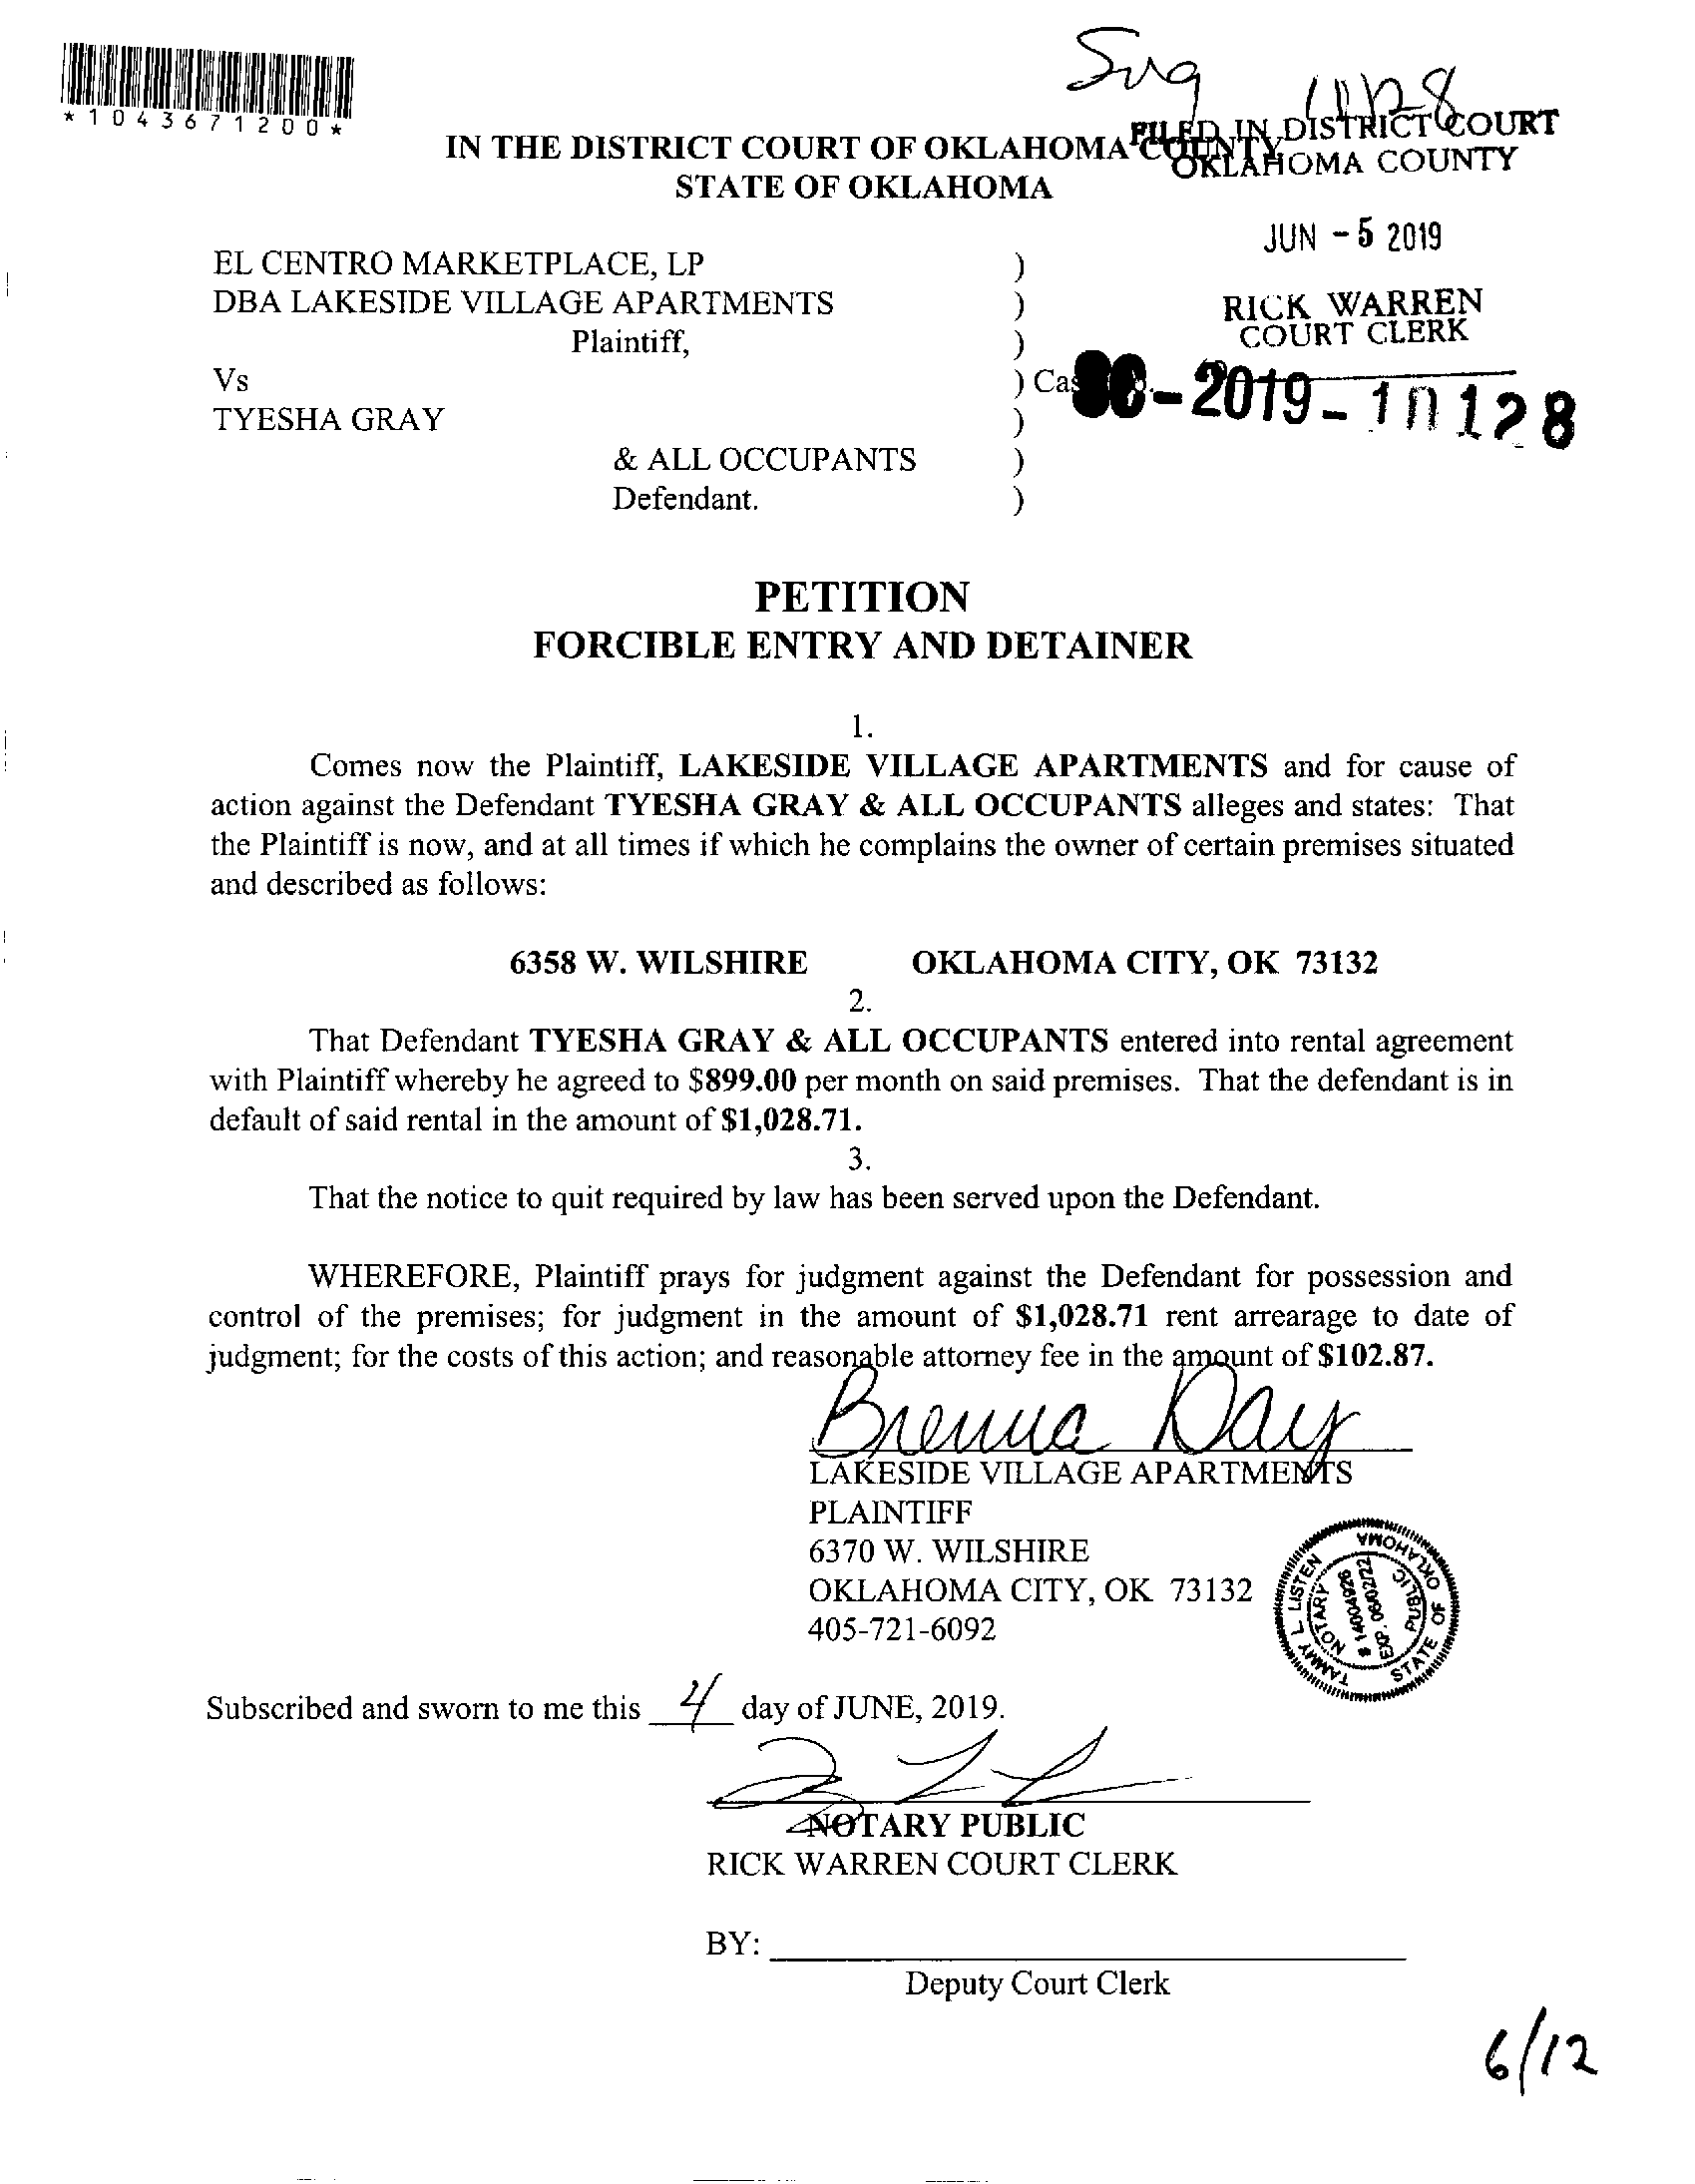 *1043671200*
IN THE DISTRICT COURT OF OKLAHOMA COUNTY
STATE OF OKLAHOMA
FILED IN DISTRICT COURT
OKLAHOMA COUNTY
JUN - 5 2019
RICK WARREN
COURT CLERK
EL CENTRO MARKETPLACE, LP )
DBA LAKESIDE VILLAGE APARTMENTS )
Plaintiff, )
Vs )
-2019-10128
TYESHA GRAY )
& ALL OCCUPANTS )
Defendant. )
PETITION
FORCIBLE ENTRY AND DETAINER
1.
Comes now the Plaintiff, LAKESIDE VILLAGE APARTMENTS and for cause of
action against the Defendant TYESHA GRAY & ALL OCCUPANTS alleges and states: That
the Plaintiff is now, and at all times if which he complains the owner of certain premises situated
and described as follows:
6358 W. WILSHIRE OKLAHOMA CITY, OK 73132
2.
That Defendant TYESHA GRAY & ALL OCCUPANTS entered into rental agreement
with Plaintiff whereby he agreed to $899.00 per month on said premises. That the defendant is in
default of said rental in the amount of $1,028.71.
3.
That the notice to quit required by law has been served upon the Defendant.
WHEREFORE, Plaintiff prays for judgment against the Defendant for possession and
control of the premises; for judgment in the amount of $1,028.71 rent arrearage to date of
judgment; for the costs of this action; and reasonable attorney fee in the amount of $102.87.
Brenna Day
LAKESIDE VILLAGE APARTMENTS
PLAINTIFF
6370 W. WILSHIRE
OKLAHOMA CITY, OK 73132
405-721-6092
TAMMY L LISTEN
NOTARY PUBLIC
STATE OF OKLAHOMA
EXP. 06/02/22
Subscribed and sworn to me this 4 day of JUNE, 2019.
NOTARY PUBLIC
RICK WARREN COURT CLERK
BY:
Deputy Court Clerk
6/12